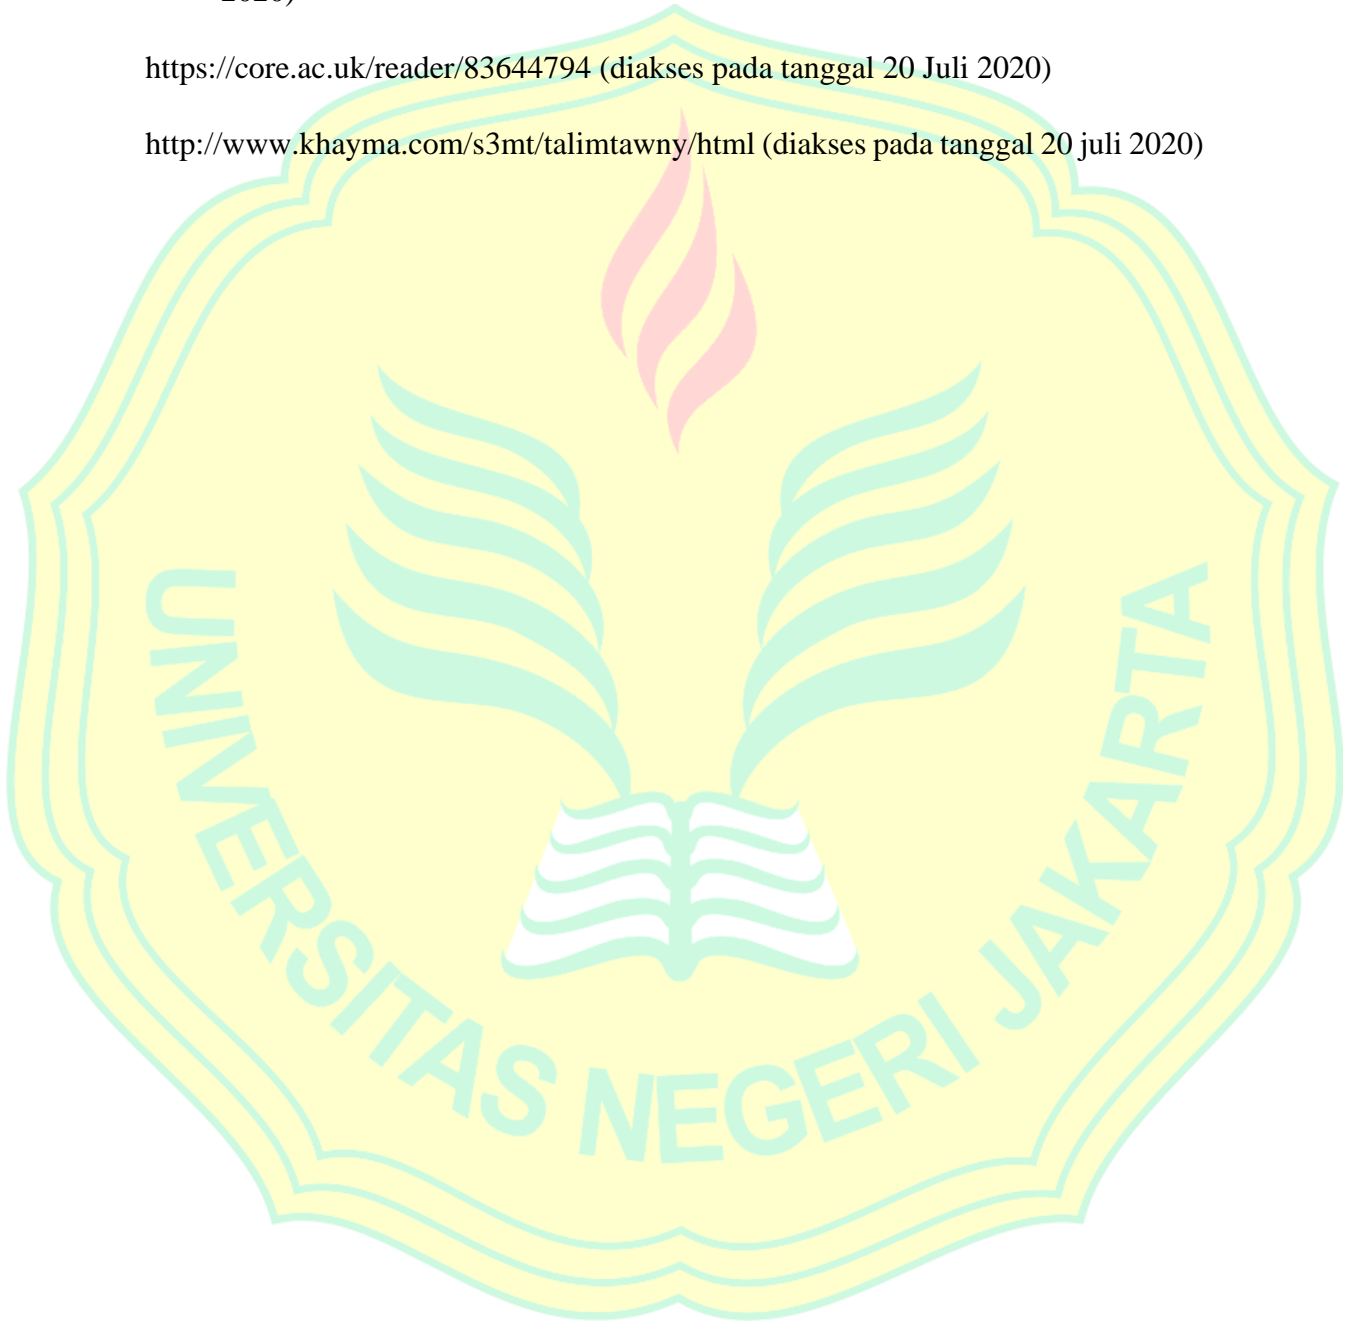 2020)
https://core.ac.uk/reader/83644794 (diakses pada tanggal 20 Juli 2020)
http://www.khayma.com/s3mt/talimtawny/html (diakses pada tanggal 20 juli 2020)
UNIVERSITAS NEGERI JAKARTA